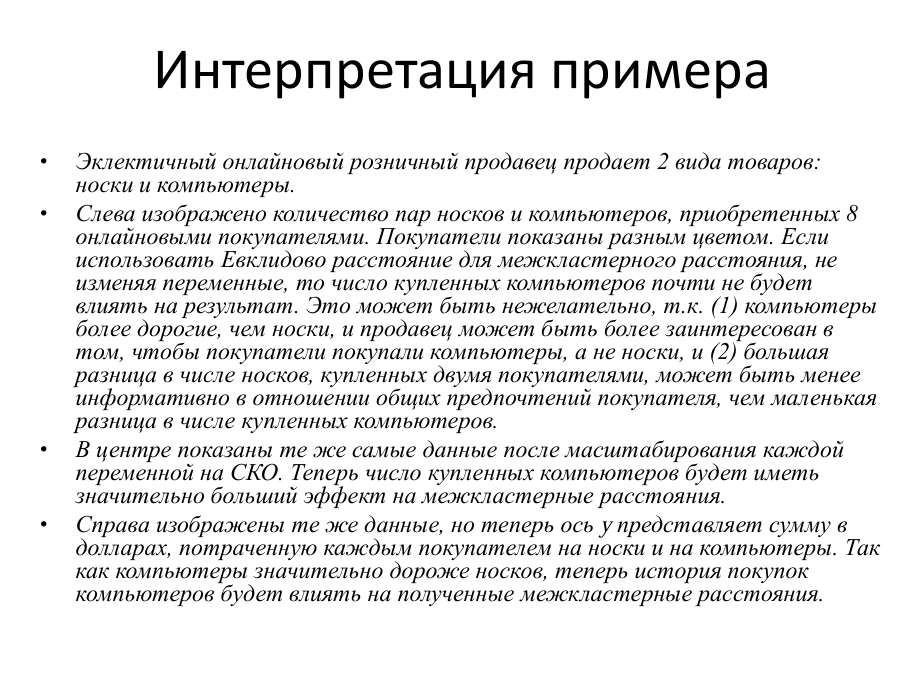 Интерпретация примера
• Эклектичный онлайновый розничный продавец продает 2 вида товаров:
носки и компьютеры.
• Слева изображено количество пар носков и компьютеров, приобретенных 8
онлайновыми покупателями. Покупатели показаны разным цветом. Если
использовать Евклидово расстояние для межкластерного расстояния, не
изменяя переменные, то число купленных компьютеров почти не будет
влиять на результат. Это может быть нежелательно, т.к. (1) компьютеры
более дорогие, чем носки, и продавец может быть более заинтересован в
том, чтобы покупатели покупали компьютеры, а не носки, и (2) большая
разница в числе носков, купленных двумя покупателями, может быть менее
информативно в отношении общих предпочтений покупателя, чем маленькая
разница в числе купленных компьютеров.
• В центре показаны те же самые данные после масштабирования каждой
переменной на СКО. Теперь число купленных компьютеров будет иметь
значительно больший эффект на межкластерные расстояния.
• Справа изображены те же данные, но теперь ось y представляет сумму в
долларах, потраченную каждым покупателем на носки и на компьютеры. Так
как компьютеры значительно дороже носков, теперь история покупок
компьютеров будет влиять на полученные межкластерные расстояния.